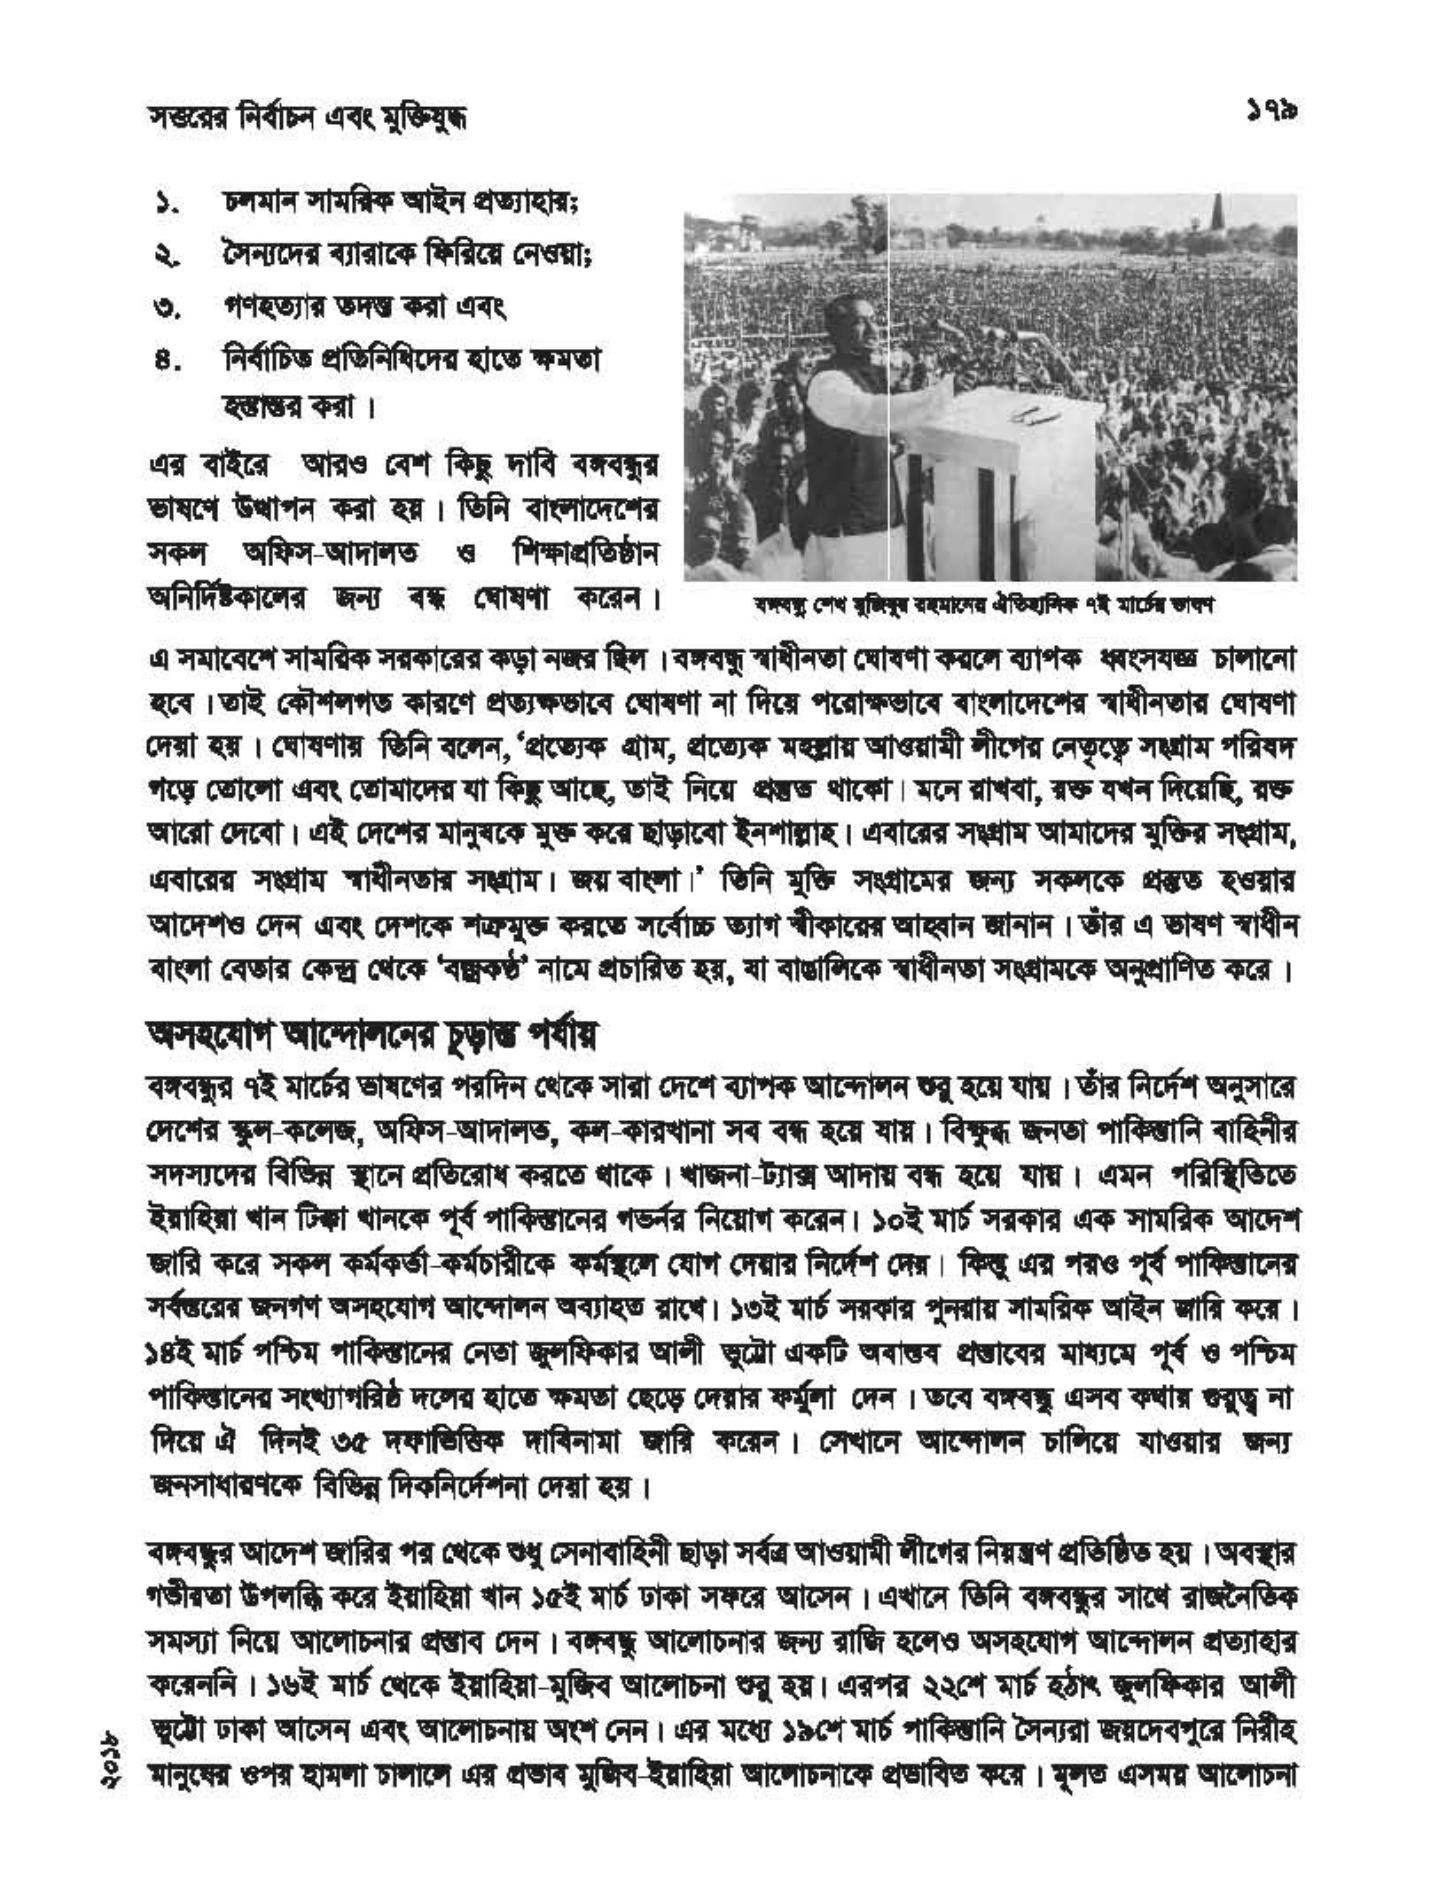 সত্তরের নির্বাচন এবং মুক্তিযুদ্ধ ১৭৯
১. চলমান সামরিক আইন প্রত্যাহার;
২. সৈন্যদের ব্যারাকে ফিরিয়ে নেওয়া;
৩. গণহত্যার তদন্ত করা এবং
৪. নির্বাচিত প্রতিনিধিদের হাতে ক্ষমতা
হস্তান্তর করা ।
এর বাইরে আরও বেশ কিছু দাবি বঙ্গবন্ধুর
ভাষণে উত্থাপন করা হয় । তিনি বাংলাদেশের
সকল অফিস-আদালত ও শিক্ষাপ্রতিষ্ঠান
অনির্দিষ্টকালের জন্য বন্ধ ঘোষণা করেন ।
বঙ্গবন্ধু শেখ মুজিবুর রহমানের ঐতিহাসিক ৭ই মার্চের ভাষণ
এ সমাবেশে সামরিক সরকারের কড়া নজর ছিল । বঙ্গবন্ধু স্বাধীনতা ঘোষণা করলে ব্যাপক ধ্বংসযজ্ঞ চালানো
হবে । তাই কৌশলগত কারণে প্রত্যক্ষভাবে ঘোষণা না দিয়ে পরোক্ষভাবে বাংলাদেশের স্বাধীনতার ঘোষণা
দেয়া হয় । ঘোষণায় তিনি বলেন, ‘প্রত্যেক গ্রাম, প্রত্যেক মহল্লায় আওয়ামী লীগের নেতৃত্বে সংগ্রাম পরিষদ
গড়ে তোলো এবং তোমাদের যা কিছু আছে, তাই নিয়ে প্রস্তুত থাকো। মনে রাখবা, রক্ত যখন দিয়েছি, রক্ত
আরো দেবো । এই দেশের মানুষকে মুক্ত করে ছাড়াবো ইনশাল্লাহ । এবারের সংগ্রাম আমাদের মুক্তির সংগ্রাম,
এবারের সংগ্রাম স্বাধীনতার সংগ্রাম। জয় বাংলা।’ তিনি মুক্তি সংগ্রামের জন্য সকলকে প্রস্তুত হওয়ার
আদেশও দেন এবং দেশকে শত্রুমুক্ত করতে সর্বোচ্চ ত্যাগ স্বীকারের আহ্বান জানান । তাঁর এ ভাষণ স্বাধীন
বাংলা বেতার কেন্দ্র থেকে ‘বজ্রকণ্ঠ’ নামে প্রচারিত হয়, যা বাঙালিকে স্বাধীনতা সংগ্রামকে অনুপ্রাণিত করে ।
অসহযোগ আন্দোলনের চূড়ান্ত পর্যায়
বঙ্গবন্ধুর ৭ই মার্চের ভাষণের পরদিন থেকে সারা দেশে ব্যাপক আন্দোলন শুরু হয়ে যায় । তাঁর নির্দেশ অনুসারে
দেশের স্কুল-কলেজ, অফিস-আদালত, কল-কারখানা সব বন্ধ হয়ে যায় । বিক্ষুব্ধ জনতা পাকিস্তানি বাহিনীর
সদস্যদের বিভিন্ন স্থানে প্রতিরোধ করতে থাকে । খাজনা-ট্যাক্স আদায় বন্ধ হয়ে যায় । এমন পরিস্থিতিতে
ইয়াহিয়া খান টিক্কা খানকে পূর্ব পাকিস্তানের গভর্নর নিয়োগ করেন। ১০ই মার্চ সরকার এক সামরিক আদেশ
জারি করে সকল কর্মকর্তা-কর্মচারীকে কর্মস্থলে যোগ দেয়ার নির্দেশ দেয়। কিন্তু এর পরও পূর্ব পাকিস্তানের
সর্বস্তরের জনগণ অসহযোগ আন্দোলন অব্যাহত রাখে। ১৩ই মার্চ সরকার পুনরায় সামরিক আইন জারি করে ।
১৪ই মার্চ পশ্চিম পাকিস্তানের নেতা জুলফিকার আলী ভুট্টো একটি অবাস্তব প্রস্তাবের মাধ্যমে পূর্ব ও পশ্চিম
পাকিস্তানের সংখ্যাগরিষ্ঠ দলের হাতে ক্ষমতা ছেড়ে দেয়ার ফর্মুলা দেন । তবে বঙ্গবন্ধু এসব কথায় গুরুত্ব না
দিয়ে ঐ দিনই ৩৫ দফাভিত্তিক দাবিনামা জারি করেন । সেখানে আন্দোলন চালিয়ে যাওয়ার জন্য
জনসাধারণকে বিভিন্ন দিকনির্দেশনা দেয়া হয় ।
বঙ্গবন্ধুর আদেশ জারির পর থেকে শুধু সেনাবাহিনী ছাড়া সর্বত্র আওয়ামী লীগের নিয়ন্ত্রণ প্রতিষ্ঠিত হয় । অবস্থার
গভীরতা উপলব্ধি করে ইয়াহিয়া খান ১৫ই মার্চ ঢাকা সফরে আসেন । এখানে তিনি বঙ্গবন্ধুর সাথে রাজনৈতিক
সমস্যা নিয়ে আলোচনার প্রস্তাব দেন । বঙ্গবন্ধু আলোচনার জন্য রাজি হলেও অসহযোগ আন্দোলন প্রত্যাহার
করেননি । ১৬ই মার্চ থেকে ইয়াহিয়া-মুজিব আলোচনা শুরু হয়। এরপর ২২শে মার্চ হঠাৎ জুলফিকার আলী
ভুট্টো ঢাকা আসেন এবং আলোচনায় অংশ নেন । এর মধ্যে ১৯শে মার্চ পাকিস্তানি সৈন্যরা জয়দেবপুরে নিরীহ
মানুষের ওপর হামলা চালালে এর প্রভাব মুজিব-ইয়াহিয়া আলোচনাকে প্রভাবিত করে । মূলত এসময় আলোচনা
২০১৮